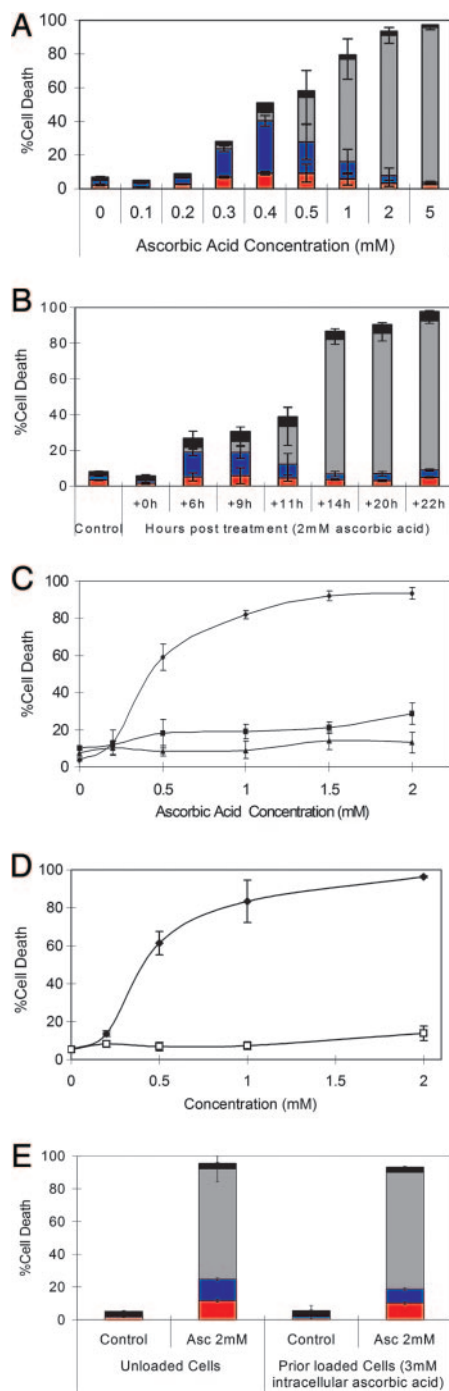 A
100
80
60
40
20
0
%Cell Death
0 0.1 0.2 0.3 0.4 0.5 1 2 5
Ascorbic Acid Concentration (mM)
B
100
80
60
40
20
0
%Cell Death
+0h +6h +9h +11h +14h +20h +22h
Control Hours post treatment (2mM ascorbic acid)
C
100
80
60
40
20
0
%Cell Death
0 0.5 1 1.5 2
Ascorbic Acid Concentration (mM)
D
100
80
60
40
20
0
%Cell Death
0 0.5 1 1.5 2
Concentration (mM)
E
100
80
60
40
20
0
%Cell Death
Control Asc 2mM Control Asc 2mM
Unloaded Cells Prior loaded Cells (3mM
intracellular ascorbic acid)